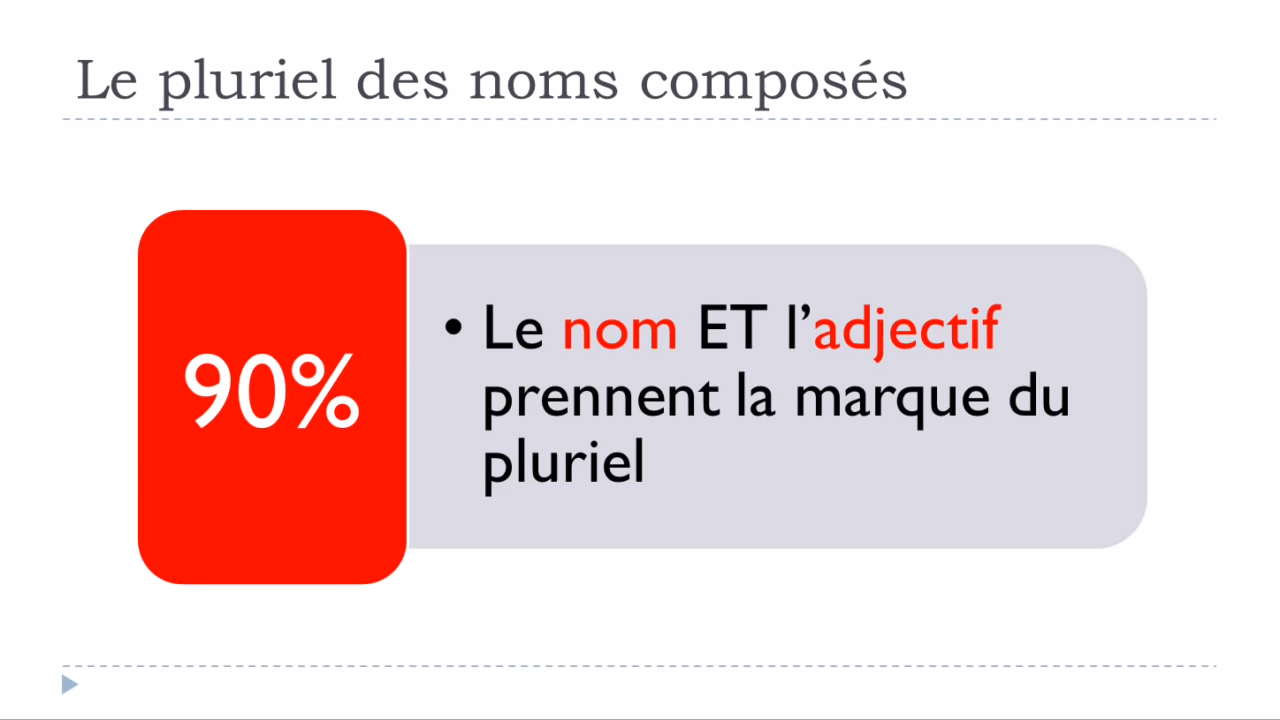 Le pluriel des noms composés
90%
• Le nom ET l’adjectif
prennent la marque du
pluriel